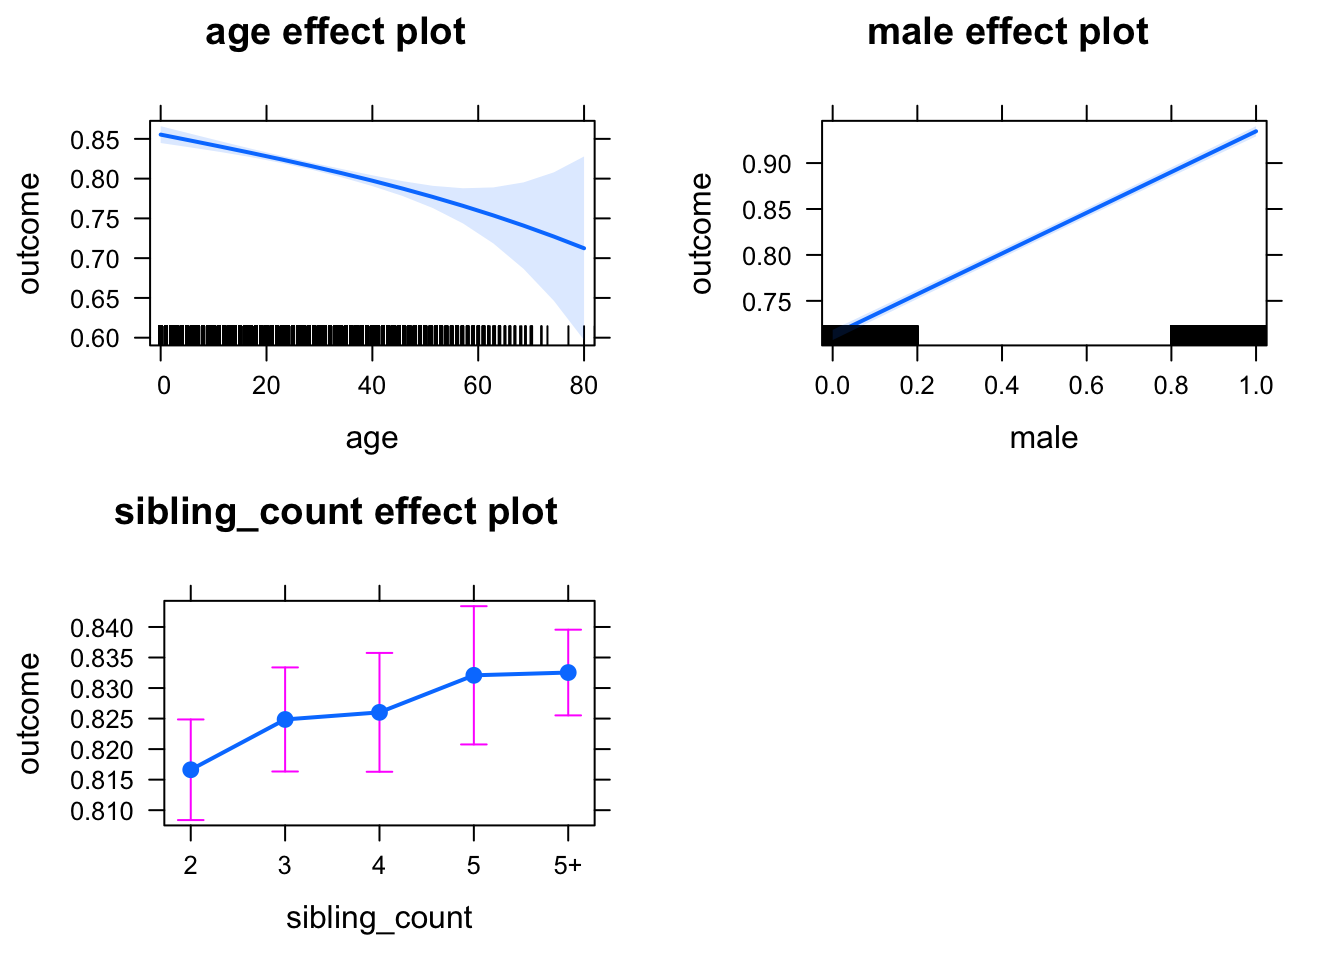 age effect plot
outcome
0.85
0.80
0.75
0.70
0.65
0.60
0 20 40 60 80
age
male effect plot
outcome
0.90
0.85
0.80
0.75
0.0 0.2 0.4 0.6 0.8 1.0
male
sibling_count effect plot
outcome
0.840
0.835
0.830
0.825
0.820
0.815
0.810
2 3 4 5 5+
sibling_count